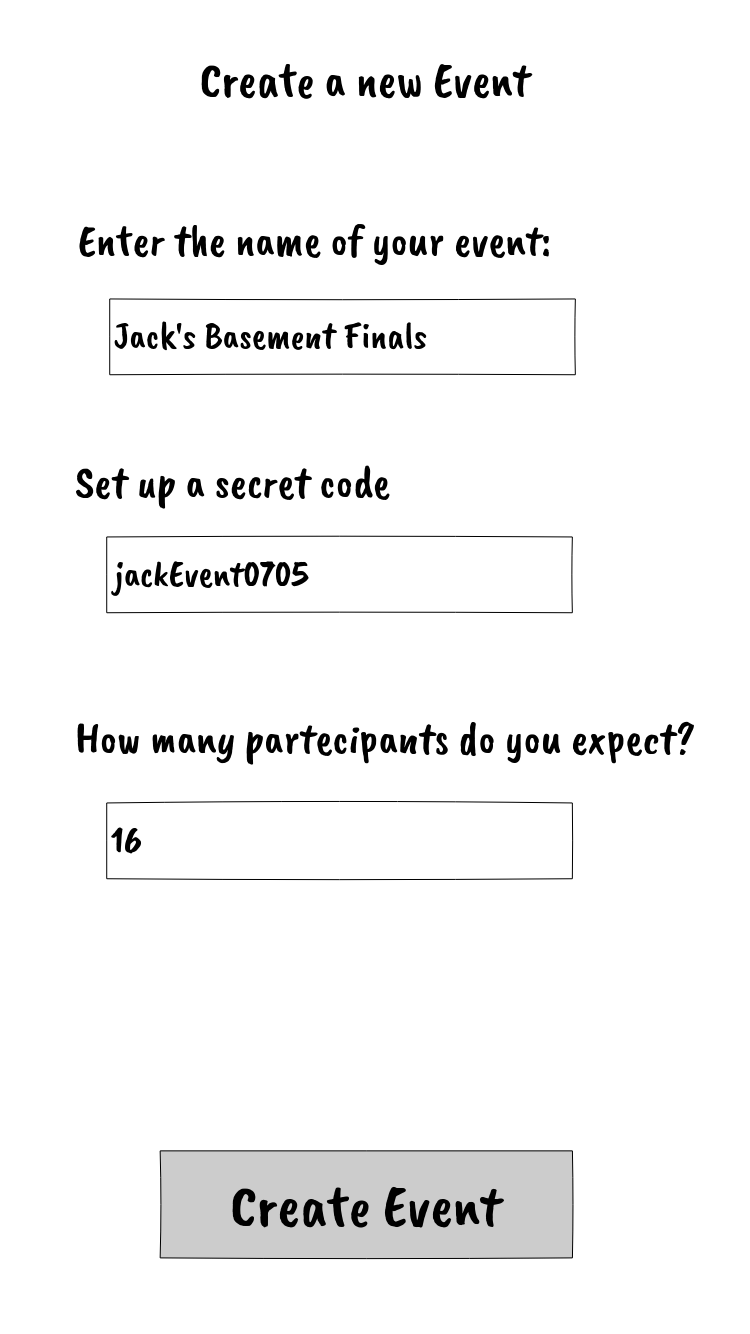 Create a new Event
Enter the name of your event:
Jack's Basement Finals
Set up a secret code
jackEvent0705
How many partecipants do you expect?
16
Create Event